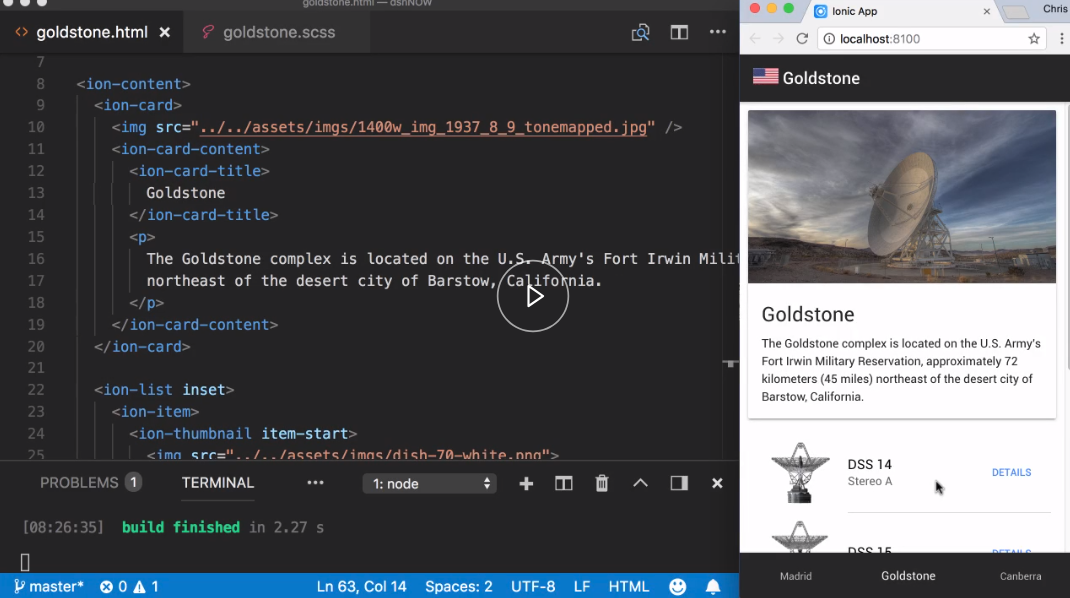 goldstone.html — dsnNOW
<> goldstone.html ×
goldstone.scss
7
8 <ion-content>
9 <ion-card>
10 <img src="../../assets/imgs/1400w_img_1937_8_9_tonemapped.jpg" />
11 <ion-card-content>
12 <ion-card-title>
13 Goldstone
14 </ion-card-title>
15 <p>
16 The Goldstone complex is located on the U.S. Army's Fort Irwin Milit
17 northeast of the desert city of Barstow, California.
18 </p>
19 </ion-card-content>
20 </ion-card>
21
22 <ion-list inset>
23 <ion-item>
24 <ion-thumbnail item-start>
25 <img src="../../assets/imgs/dish-70-white.png">
PROBLEMS 1 TERMINAL ··· 1: node
[08:26:35] build finished in 2.27 s
master* 0 1 Ln 63, Col 14 Spaces: 2 UTF-8 LF HTML
Ionic App × Chris
localhost:8100
Goldstone
Goldstone
The Goldstone complex is located on the U.S. Army's
Fort Irwin Military Reservation, approximately 72
kilometers (45 miles) northeast of the desert city of
Barstow, California.
DSS 14
Stereo A
DETAILS
DSS 15
DETAILS
Madrid Goldstone Canberra